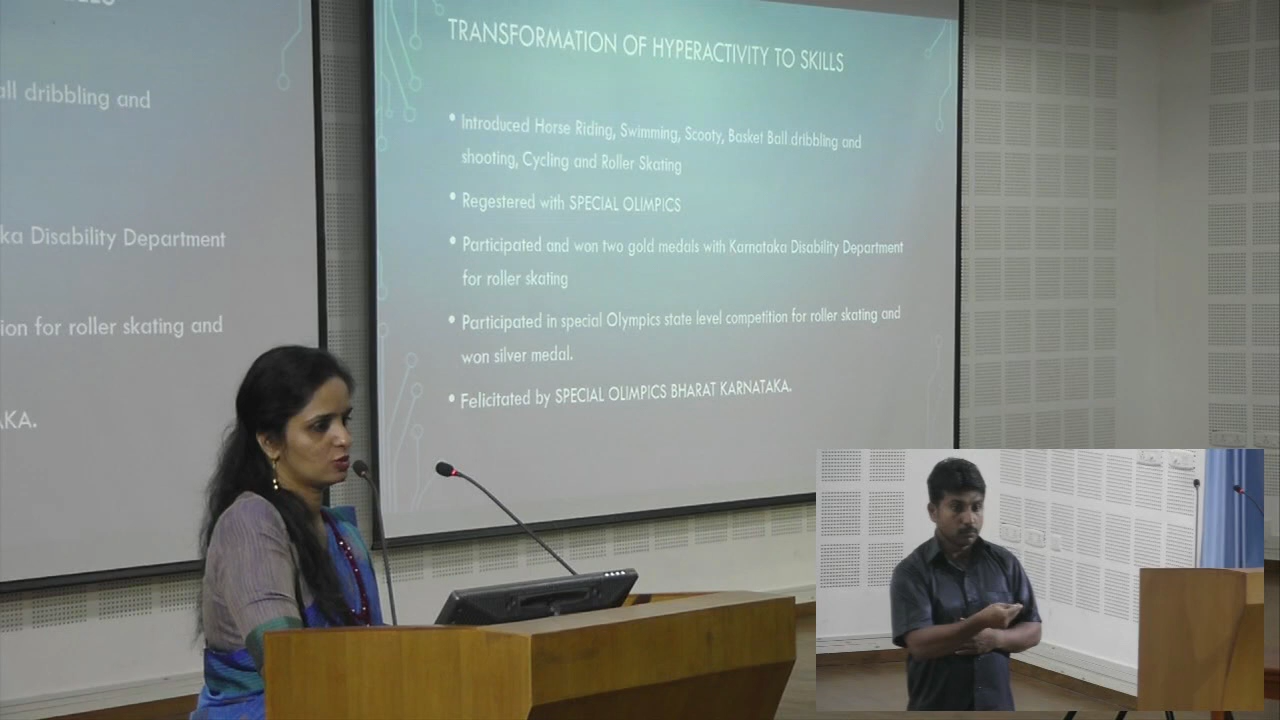 all dribbling and
ka Disability Department
ion for roller skating and
AKA.
TRANSFORMATION OF HYPERACTIVITY TO SKILLS
• Introduced Horse Riding, Swimming, Scooty, Basket Ball dribbling and
shooting, Cycling and Roller Skating
• Regestered with SPECIAL OLIMPICS
• Participated and won two gold medals with Karnataka Disability Department
for roller skating
• Participated in special Olympics state level competition for roller skating and
won silver medal.
• Felicitated by SPECIAL OLIMPICS BHARAT KARNATAKA.